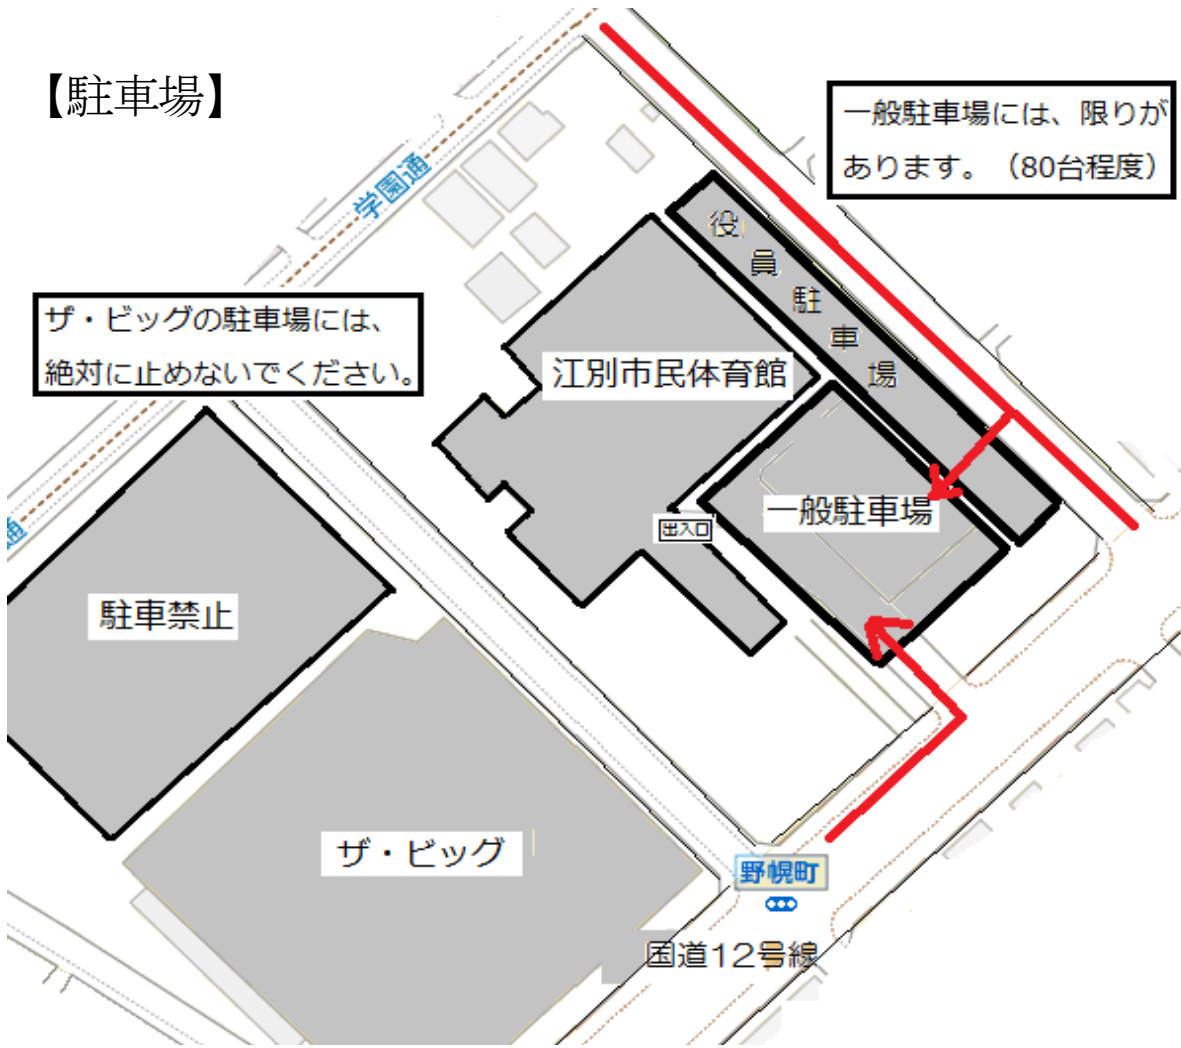 【駐車場】
一般駐車場には、限りが
あります。（80台程度）
学園通
役員駐車場
ザ・ビッグの駐車場には、
絶対に止めないでください。
江別市民体育館
一般駐車場
出入口
通
駐車禁止
ザ・ビッグ
野幌町
国道12号線